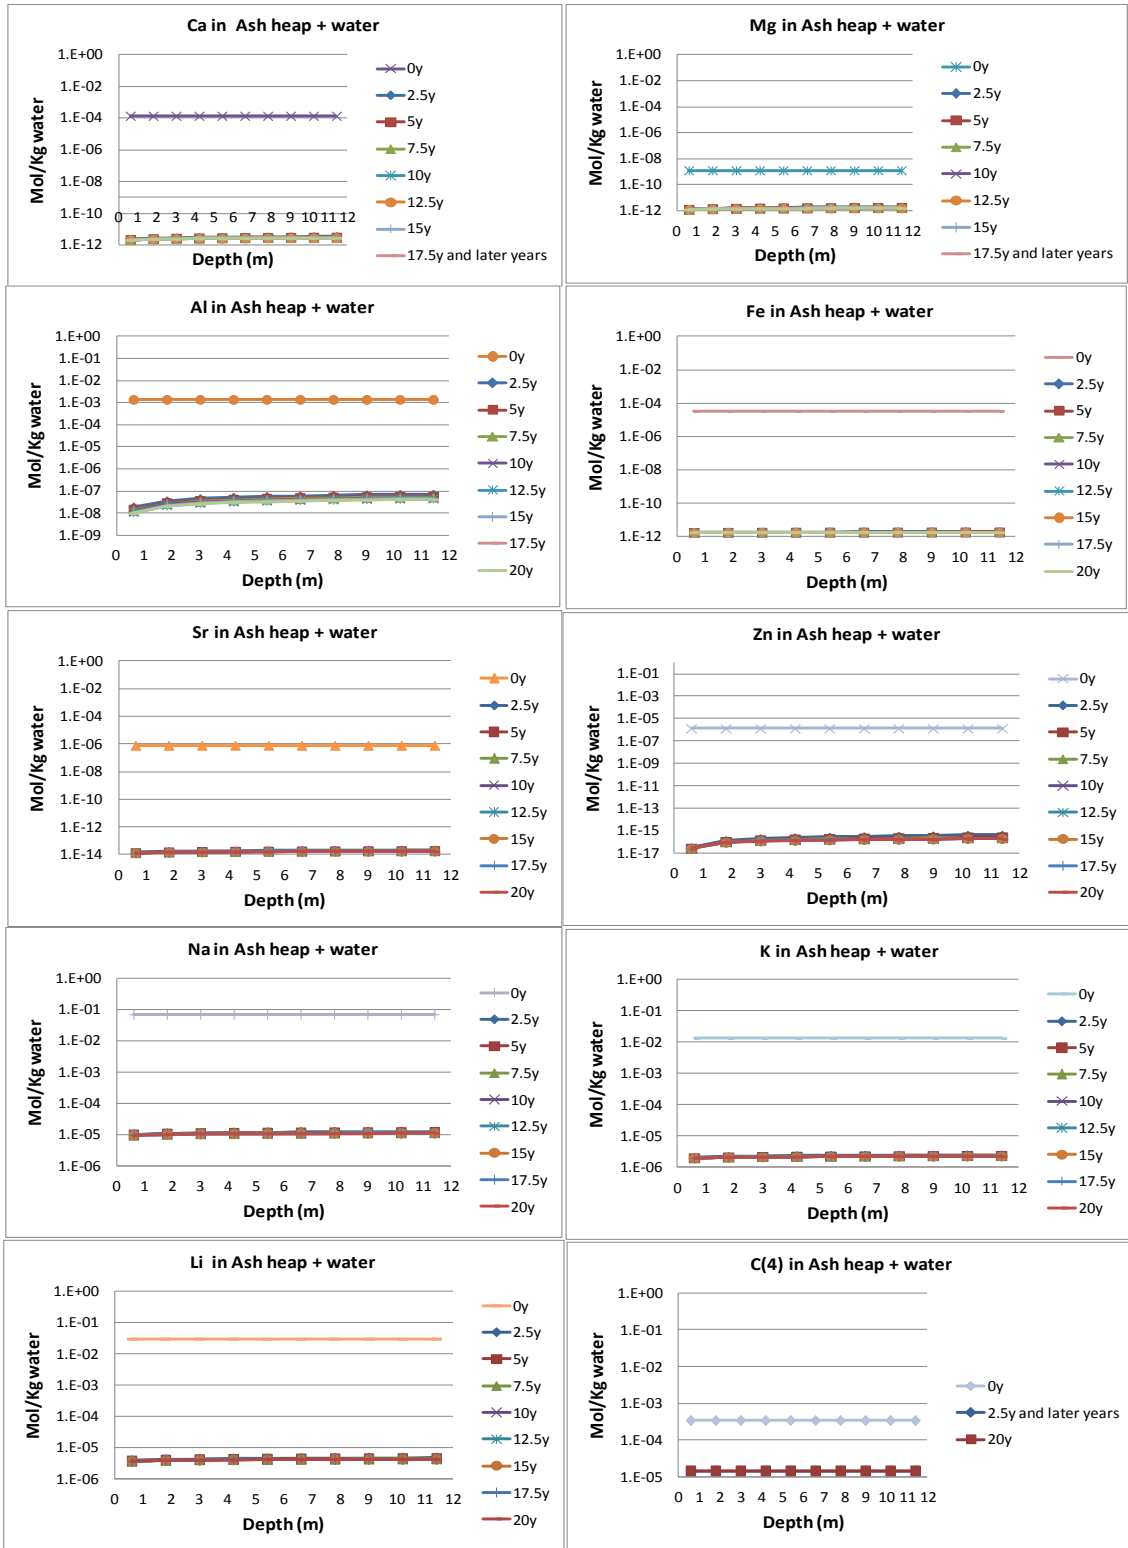 Ca in Ash heap + water
Mol/Kg water
1.E+00
1.E-02
1.E-04
1.E-06
1.E-08
1.E-10
1.E-12
0 1 2 3 4 5 6 7 8 9 10 11 12
Depth (m)
0y
2.5y
5y
7.5y
10y
12.5y
15y
17.5y and later years
Mg in Ash heap + water
Mol/Kg water
1.E+00
1.E-02
1.E-04
1.E-06
1.E-08
1.E-10
1.E-12
0 1 2 3 4 5 6 7 8 9 10 11 12
Depth (m)
0y
2.5y
5y
7.5y
10y
12.5y
15y
17.5y and later years
Al in Ash heap + water
Mol/Kg water
1.E+00
1.E-01
1.E-02
1.E-03
1.E-04
1.E-05
1.E-06
1.E-07
1.E-08
1.E-09
0 1 2 3 4 5 6 7 8 9 10 11 12
Depth (m)
0y
2.5y
5y
7.5y
10y
12.5y
15y
17.5y
20y
Fe in Ash heap + water
Mol/Kg water
1.E+00
1.E-02
1.E-04
1.E-06
1.E-08
1.E-10
1.E-12
0 1 2 3 4 5 6 7 8 9 10 11 12
Depth (m)
0y
2.5y
5y
7.5y
10y
12.5y
15y
17.5y
20y
Sr in Ash heap + water
Mol/Kg water
1.E+00
1.E-02
1.E-04
1.E-06
1.E-08
1.E-10
1.E-12
1.E-14
0 1 2 3 4 5 6 7 8 9 10 11 12
Depth (m)
0y
2.5y
5y
7.5y
10y
12.5y
15y
17.5y
20y
Zn in Ash heap + water
Mol/Kg water
1.E-01
1.E-03
1.E-05
1.E-07
1.E-09
1.E-11
1.E-13
1.E-15
1.E-17
0 1 2 3 4 5 6 7 8 9 10 11 12
Depth (m)
0y
2.5y
5y
7.5y
10y
12.5y
15y
17.5y
20y
Na in Ash heap + water
Mol/Kg water
1.E+00
1.E-01
1.E-02
1.E-03
1.E-04
1.E-05
1.E-06
0 1 2 3 4 5 6 7 8 9 10 11 12
Depth (m)
0y
2.5y
5y
7.5y
10y
12.5y
15y
17.5y
20y
K in Ash heap + water
Mol/Kg water
1.E+00
1.E-01
1.E-02
1.E-03
1.E-04
1.E-05
1.E-06
0 1 2 3 4 5 6 7 8 9 10 11 12
Depth (m)
0y
2.5y
5y
7.5y
10y
12.5y
15y
17.5y
20y
Li in Ash heap + water
Mol/Kg water
1.E+00
1.E-01
1.E-02
1.E-03
1.E-04
1.E-05
1.E-06
0 1 2 3 4 5 6 7 8 9 10 11 12
Depth (m)
0y
2.5y
5y
7.5y
10y
12.5y
15y
17.5y
20y
C(4) in Ash heap + water
Mol/Kg water
1.E+00
1.E-01
1.E-02
1.E-03
1.E-04
1.E-05
0 1 2 3 4 5 6 7 8 9 10 11 12
Depth (m)
0y
2.5y and later years
20y